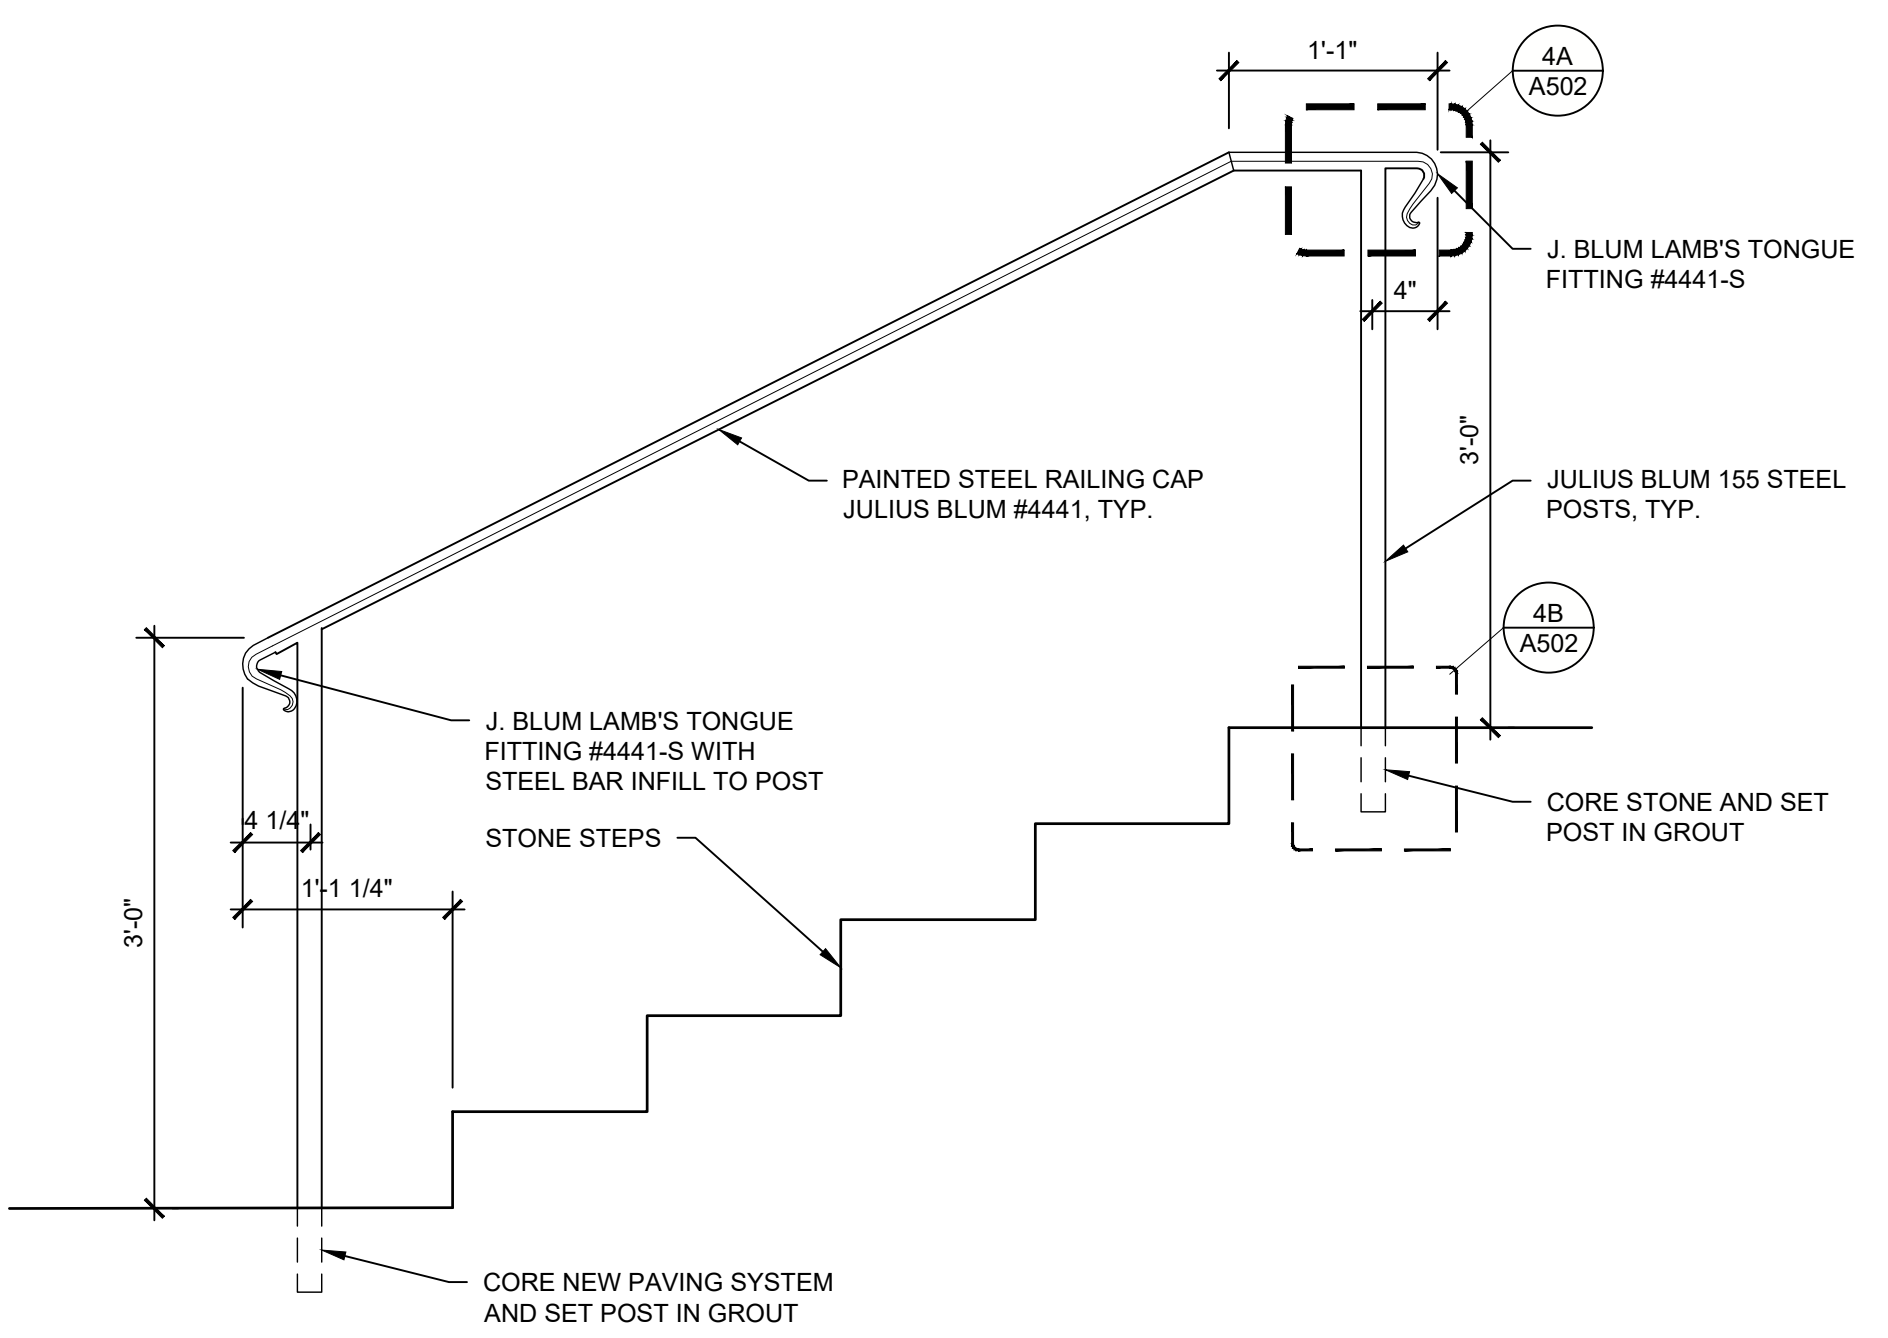 1'-1"
4A
A502
J. BLUM LAMB'S TONGUE
FITTING #4441-S
4"
3'-0"
PAINTED STEEL RAILING CAP
JULIUS BLUM #4441, TYP.
JULIUS BLUM 155 STEEL
POSTS, TYP.
4B
A502
J. BLUM LAMB'S TONGUE
FITTING #4441-S WITH
STEEL BAR INFILL TO POST
4 1/4"
STONE STEPS
CORE STONE AND SET
POST IN GROUT
1'-1 1/4"
3'-0"
CORE NEW PAVING SYSTEM
AND SET POST IN GROUT